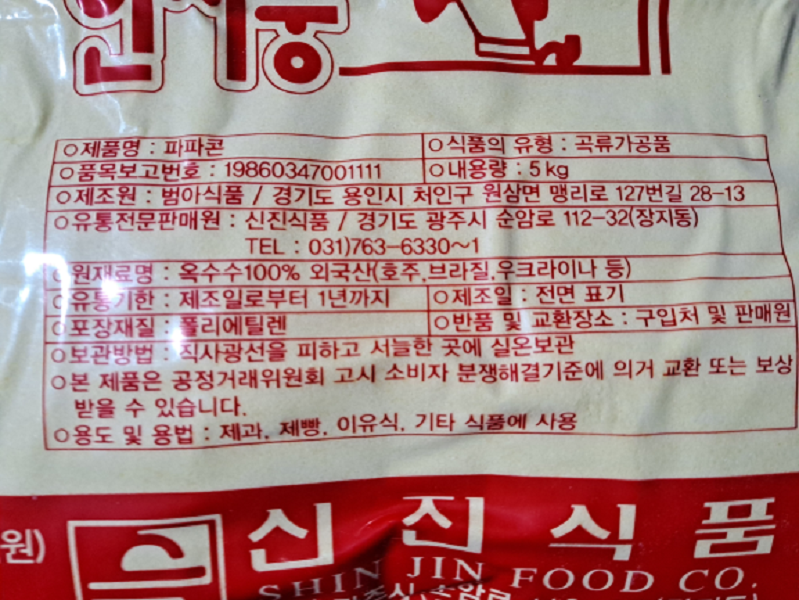 ○제품명 : 파파콘 ○식품의 유형 : 곡류가공품
○품목보고번호 : 19860347001111 ○내용량 : 5kg
○제조원 : 범아식품 / 경기도 용인시 처인구 원삼면 맹리로 127번길 28-13
○유통전문판매원 : 신진식품 / 경기도 광주시 순암로 112-32(장지동)
TEL : 031)763-6330~1
○원재료명 : 옥수수100% 외국산(호주,브라질,우크라이나 등)
○유통기한 : 제조일로부터 1년까지 ○제조일 : 전면 표기
○포장재질 : 폴리에틸렌 ○반품 및 교환장소 : 구입처 및 판매원
○보관방법 : 직사광선을 피하고 서늘한 곳에 실온보관
○본 제품은 공정거래위원회 고시 소비자 분쟁해결기준에 의거 교환 또는 보상
받을 수 있습니다.
○용도 및 용법 : 제과, 제빵, 이유식, 기타 식품에 사용
원) 신진식품
SHIN JIN FOOD CO.